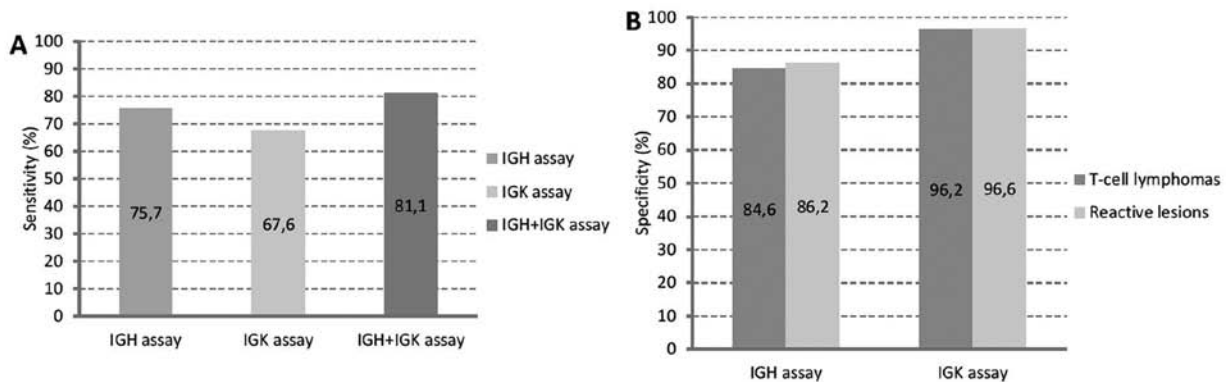 A
Sensitivity (%)
100
90
80
70
60
50
40
30
20
10
0
75,7
67,6
81,1
IGH assay
IGK assay
IGH+IGK assay
IGH assay
IGK assay
IGH+IGK assay
B
Specificity (%)
100
90
80
70
60
50
40
30
20
10
0
84,6
86,2
96,2
96,6
IGH assay
IGK assay
T-cell lymphomas
Reactive lesions